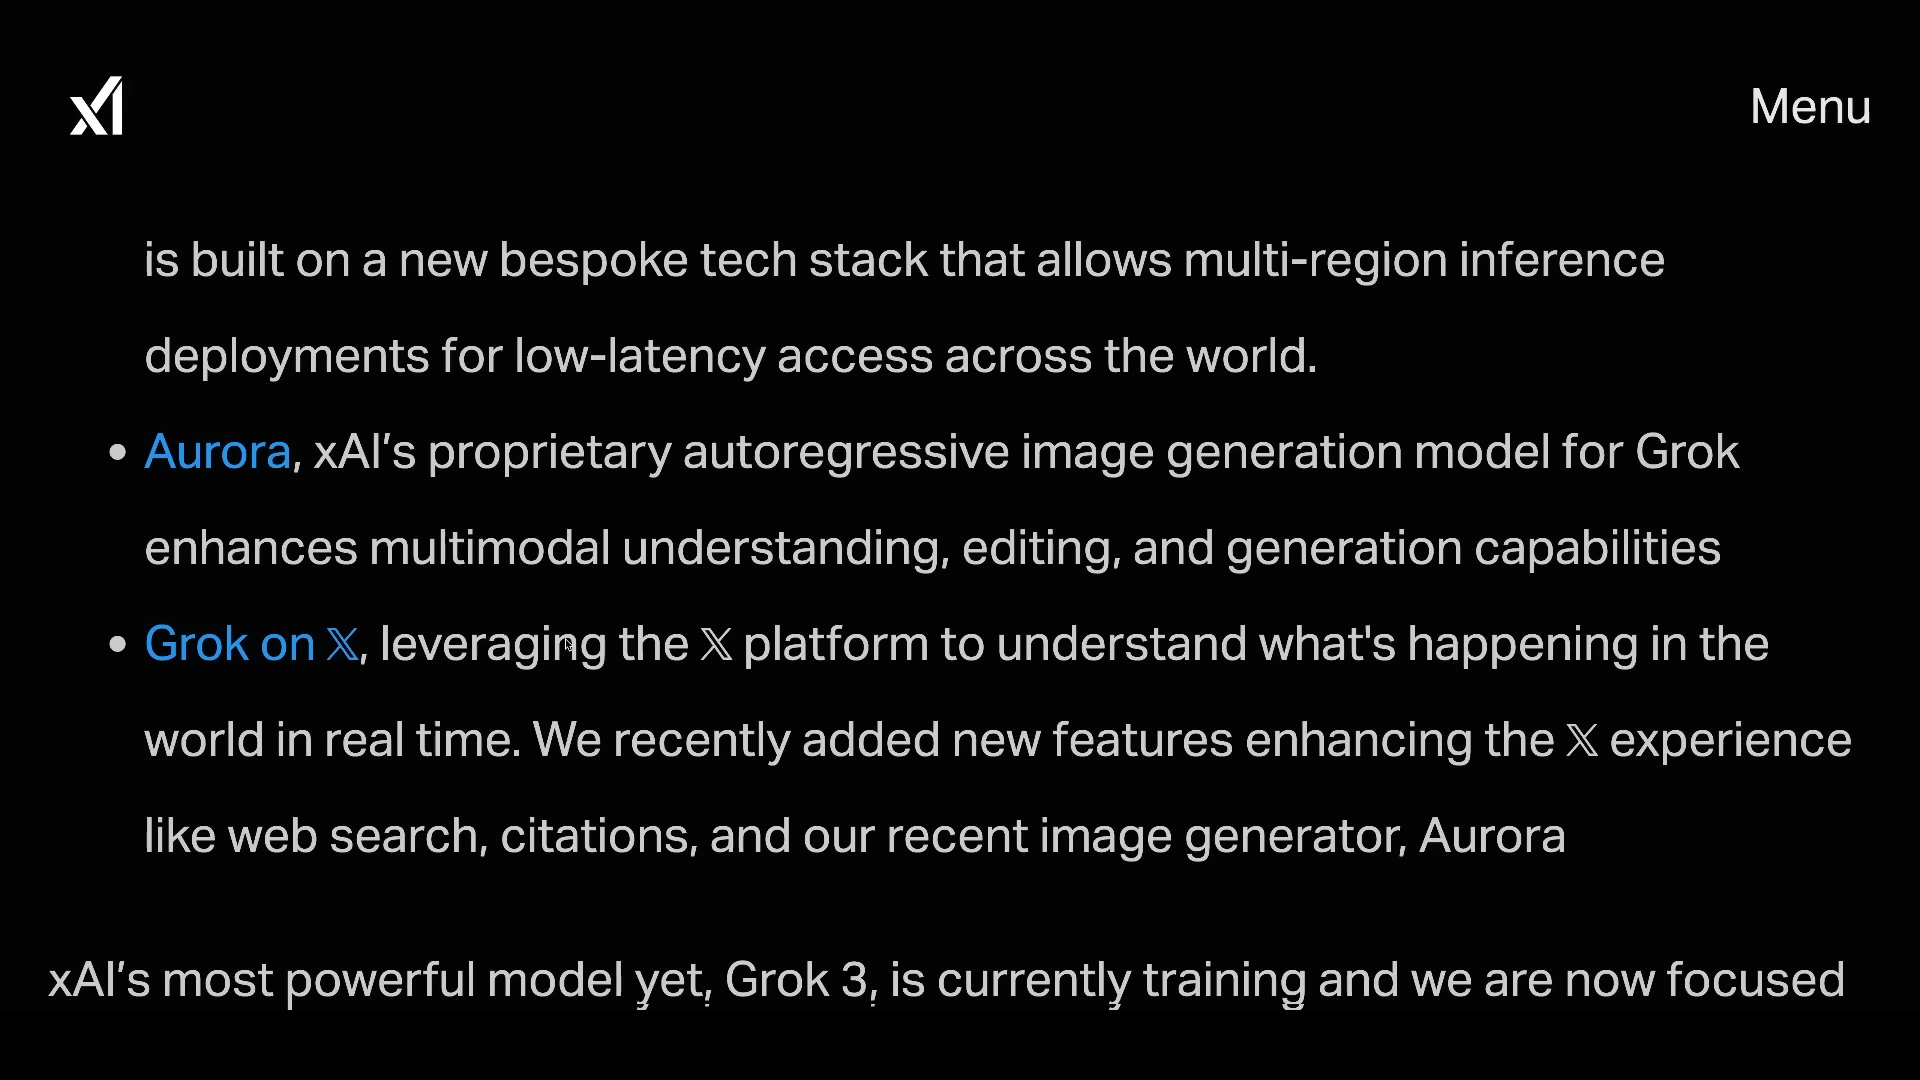 xI
Menu
is built on a new bespoke tech stack that allows multi-region inference
deployments for low-latency access across the world.
• Aurora, xAI’s proprietary autoregressive image generation model for Grok
enhances multimodal understanding, editing, and generation capabilities
• Grok on 𝕏, leveraging the 𝕏 platform to understand what's happening in the
world in real time. We recently added new features enhancing the 𝕏 experience
like web search, citations, and our recent image generator, Aurora
xAI’s most powerful model yet, Grok 3, is currently training and we are now focused